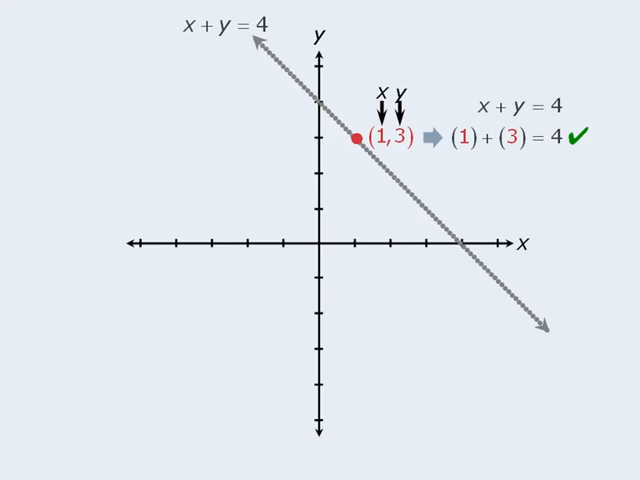 x + y = 4
y
x y
x + y = 4
(1, 3) (1) + (3) = 4
x